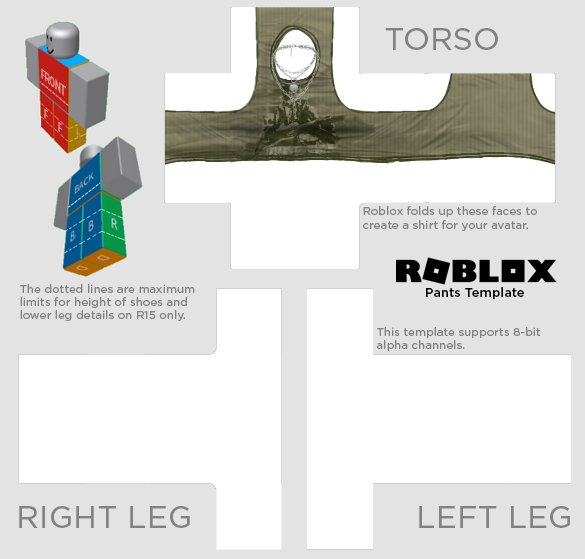 TORSO
FRONT
F F L
BACK
B B R
Roblox folds up these faces to
create a shirt for your avatar.
ROBLOX
Pants Template
The dotted lines are maximum
limits for height of shoes and
lower leg details on R15 only.
This template supports 8-bit
alpha channels.
RIGHT LEG
LEFT LEG